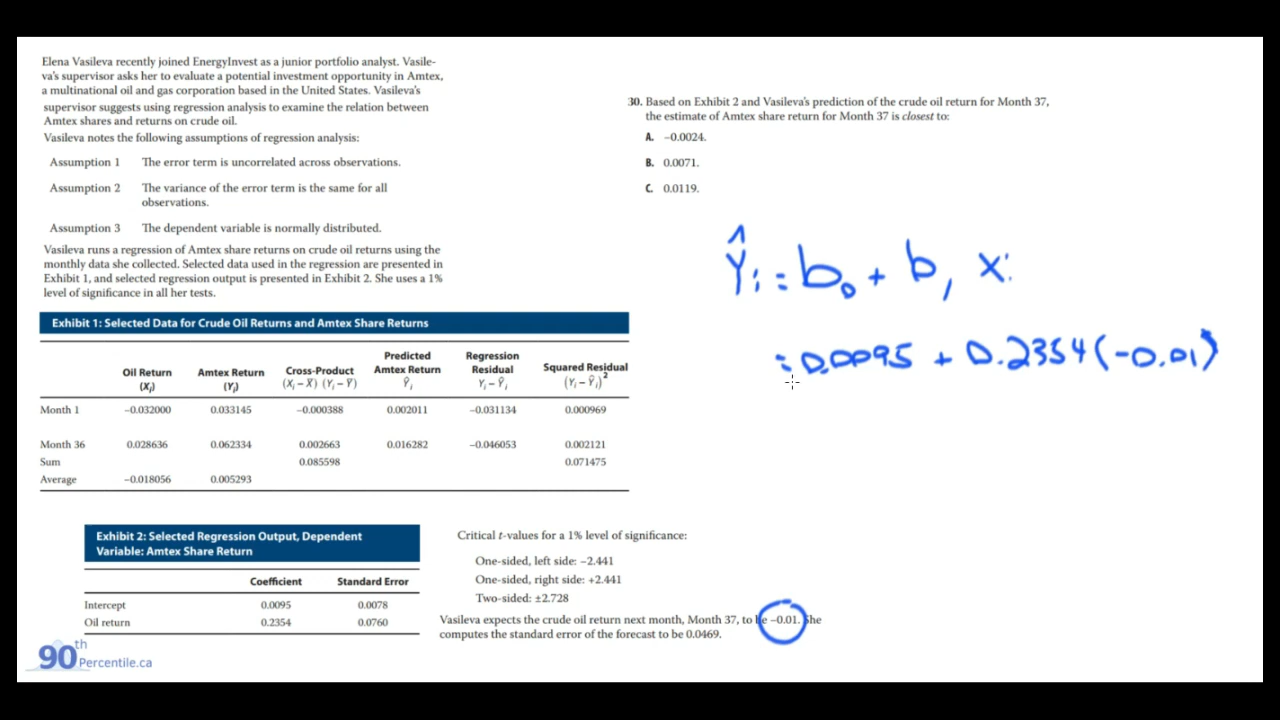 Elena Vasileva recently joined EnergyInvest as a junior portfolio analyst. Vasile-
va's supervisor asks her to evaluate a potential investment opportunity in Amtex,
a multinational oil and gas corporation based in the United States. Vasileva's
supervisor suggests using regression analysis to examine the relation between
Amtex shares and returns on crude oil.
Vasileva notes the following assumptions of regression analysis:
Assumption 1 The error term is uncorrelated across observations.
Assumption 2 The variance of the error term is the same for all
observations.
Assumption 3 The dependent variable is normally distributed.
Vasileva runs a regression of Amtex share returns on crude oil returns using the
monthly data she collected. Selected data used in the regression are presented in
Exhibit 1, and selected regression output is presented in Exhibit 2. She uses a 1%
level of significance in all her tests.
Exhibit 1: Selected Data for Crude Oil Returns and Amtex Share Returns
Oil Return (Xᵢ) Amtex Return (Yᵢ) Cross-Product (Xᵢ − X̄) (Yᵢ − Ȳ) Predicted Amtex Return Ŷᵢ Regression Residual Yᵢ − Ŷᵢ Squared Residual (Yᵢ − Ŷᵢ)²
Month 1 −0.032000 0.033145 −0.000388 0.002011 −0.031134 0.000969
Month 36 0.028636 0.062334 0.002663 0.016282 −0.046053 0.002121
Sum 0.085598 0.071475
Average −0.018056 0.005293
Exhibit 2: Selected Regression Output, Dependent
Variable: Amtex Share Return
Coefficient Standard Error
Intercept 0.0095 0.0078
Oil return 0.2354 0.0760
Critical t-values for a 1% level of significance:
One-sided, left side: −2.441
One-sided, right side: +2.441
Two-sided: ±2.728
Vasileva expects the crude oil return next month, Month 37, to be −0.01. She
computes the standard error of the forecast to be 0.0469.
30. Based on Exhibit 2 and Vasileva's prediction of the crude oil return for Month 37,
the estimate of Amtex share return for Month 37 is closest to:
A. −0.0024.
B. 0.0071.
C. 0.0119.
Ŷᵢ = b₀ + b₁ xᵢ
= 0.0095 + 0.2354(−0.01)
90th
Percentile.ca